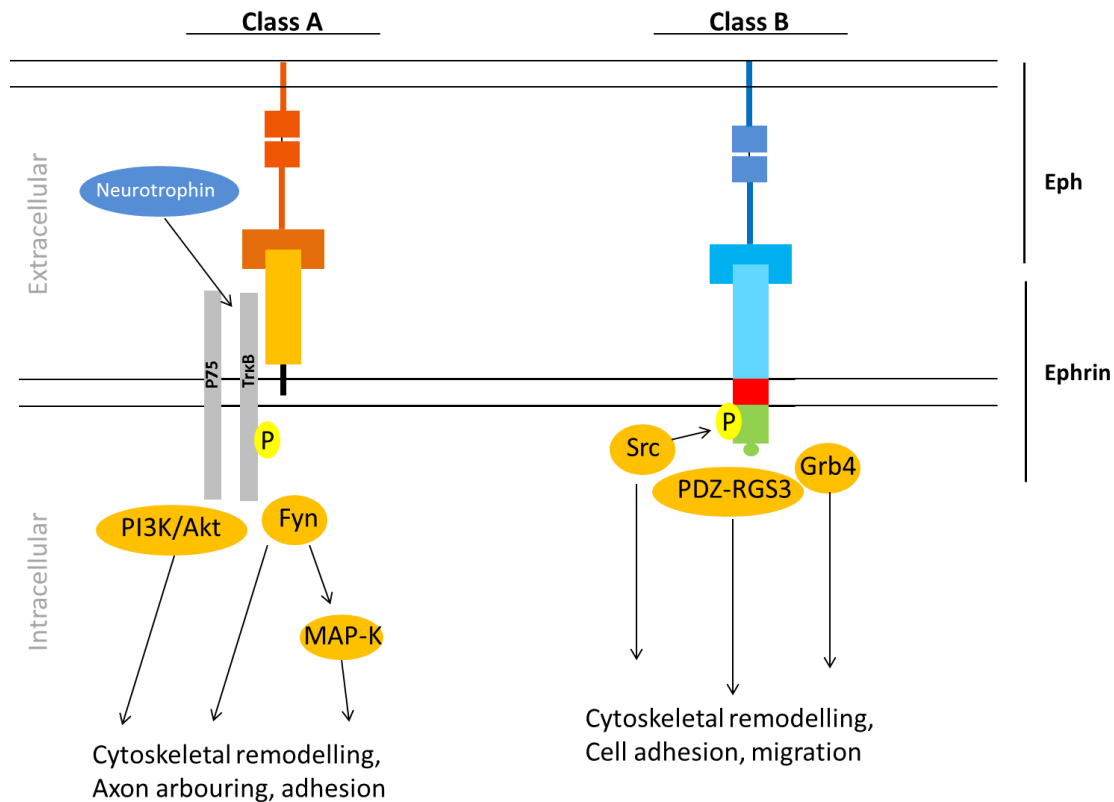 Class A
Class B
Extracellular
Eph
Neurotrophin
P75
TrκB
Ephrin
P
P
Src
Grb4
PDZ-RGS3
PI3K/Akt
Fyn
Intracellular
MAP-K
Cytoskeletal remodelling,
Axon arbouring, adhesion
Cytoskeletal remodelling,
Cell adhesion, migration